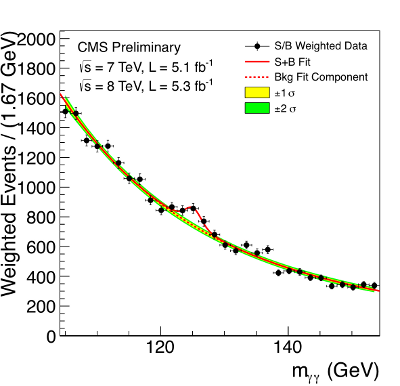 CMS Preliminary
√s = 7 TeV, L = 5.1 fb⁻¹
√s = 8 TeV, L = 5.3 fb⁻¹
S/B Weighted Data
S+B Fit
Bkg Fit Component
±1 σ
±2 σ
Weighted Events / (1.67 GeV)
2000
1800
1600
1400
1200
1000
800
600
400
200
0
120
140
mγγ (GeV)